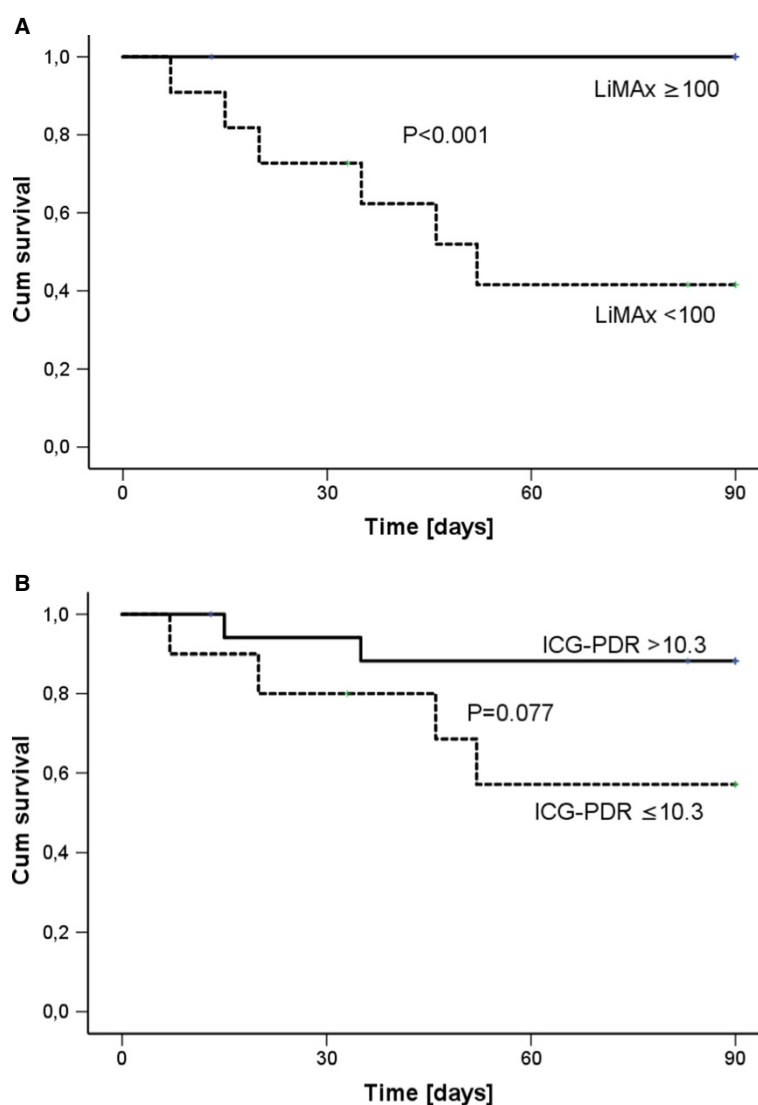 A
1,0
LiMAx ≥100
0,8
P<0.001
0,6
Cum survival
0,4
LiMAx <100
0,2
0,0
0 30 60 90
Time [days]
B
1,0
ICG-PDR >10.3
0,8
P=0.077
0,6
Cum survival
ICG-PDR ≤10.3
0,4
0,2
0,0
0 30 60 90
Time [days]